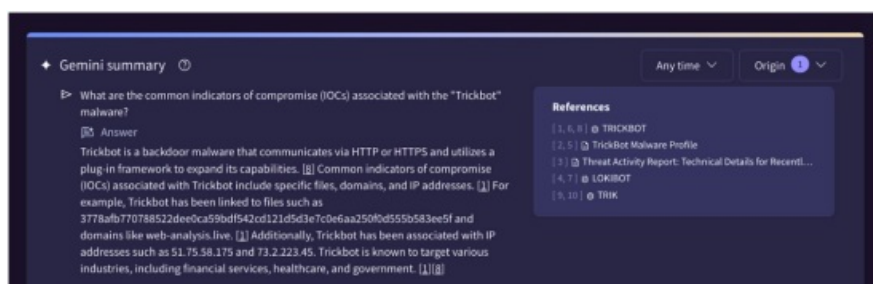 Gemini summary
Any time
Origin 1
What are the common indicators of compromise (IOCs) associated with the "Trickbot"
malware?
Answer
Trickbot is a backdoor malware that communicates via HTTP or HTTPS and utilizes a
plug-in framework to expand its capabilities. [8] Common indicators of compromise
(IOCs) associated with Trickbot include specific files, domains, and IP addresses. [1] For
example, Trickbot has been linked to files such as
3778afb770788522dee0ca59bdf542cd121d5d3e7c0e6aa250f0d555b583ee5f and
domains like web-analysis.live. [1] Additionally, Trickbot has been associated with IP
addresses such as 51.75.58.175 and 73.2.223.45. Trickbot is known to target various
industries, including financial services, healthcare, and government. [1][8]
References
[1, 6, 8] TRICKBOT
[2, 5] TrickBot Malware Profile
[3] Threat Activity Report: Technical Details for Recentl...
[4, 7] LOKIBOT
[9, 10] TRIK